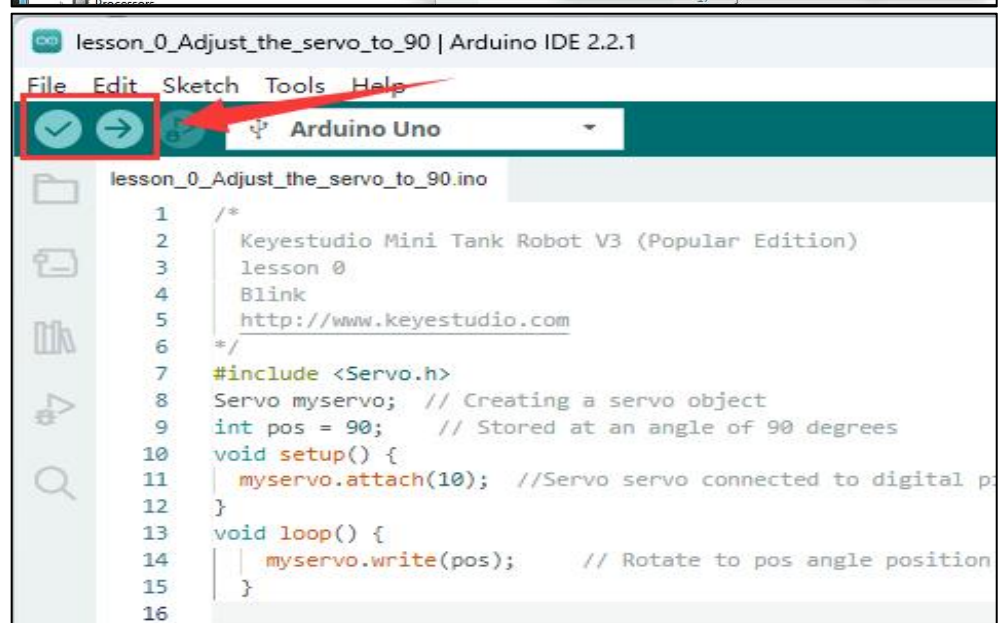 Processors
lesson_0_Adjust_the_servo_to_90 | Arduino IDE 2.2.1
File Edit Sketch Tools Help
Arduino Uno
lesson_0_Adjust_the_servo_to_90.ino
1 /*
2 Keyestudio Mini Tank Robot V3 (Popular Edition)
3 lesson 0
4 Blink
5 http://www.keyestudio.com
6 */
7 #include <Servo.h>
8 Servo myservo; // Creating a servo object
9 int pos = 90; // Stored at an angle of 90 degrees
10 void setup() {
11 myservo.attach(10); //Servo servo connected to digital
12 }
13 void loop() {
14 myservo.write(pos); // Rotate to pos angle position
15 }
16